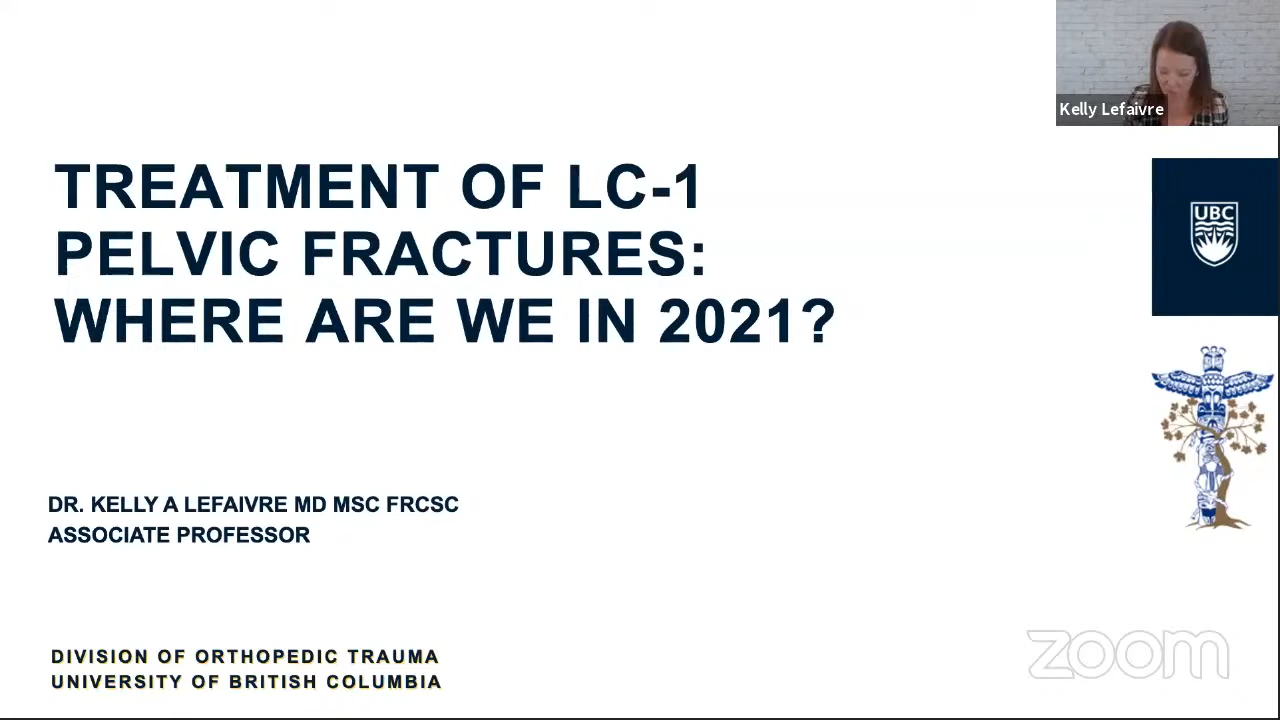 Kelly Lefaivre
TREATMENT OF LC-1
PELVIC FRACTURES:
WHERE ARE WE IN 2021?
UBC
DR. KELLY A LEFAIVRE MD MSC FRCSC
ASSOCIATE PROFESSOR
DIVISION OF ORTHOPEDIC TRAUMA
UNIVERSITY OF BRITISH COLUMBIA
zoom